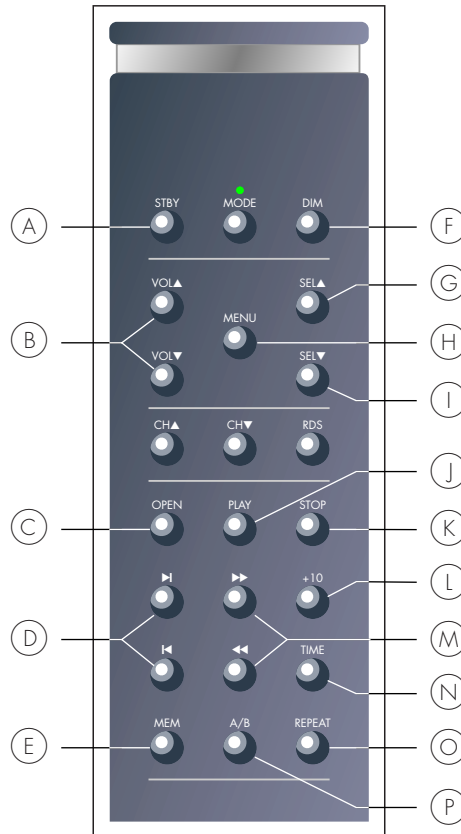 STBY MODE DIM
A F
VOL▲ SEL▲
G
MENU
B H
VOL▼ SEL▼
I
CH▲ CH▼ RDS
J
OPEN PLAY STOP
C K
▶I ▶▶ +10
L
D M
I◀ ◀◀ TIME
N
MEM A/B REPEAT
E O
P